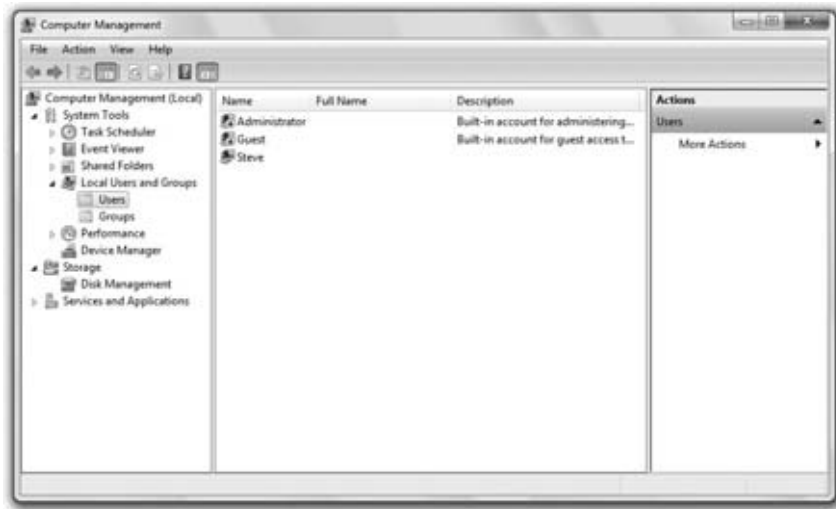 Computer Management
File Action View Help
Computer Management (Local)
System Tools
Task Scheduler
Event Viewer
Shared Folders
Local Users and Groups
Users
Groups
Performance
Device Manager
Storage
Disk Management
Services and Applications
Name Full Name Description
Administrator Built-in account for administering...
Guest Built-in account for guest access t...
Steve
Actions
Users
More Actions